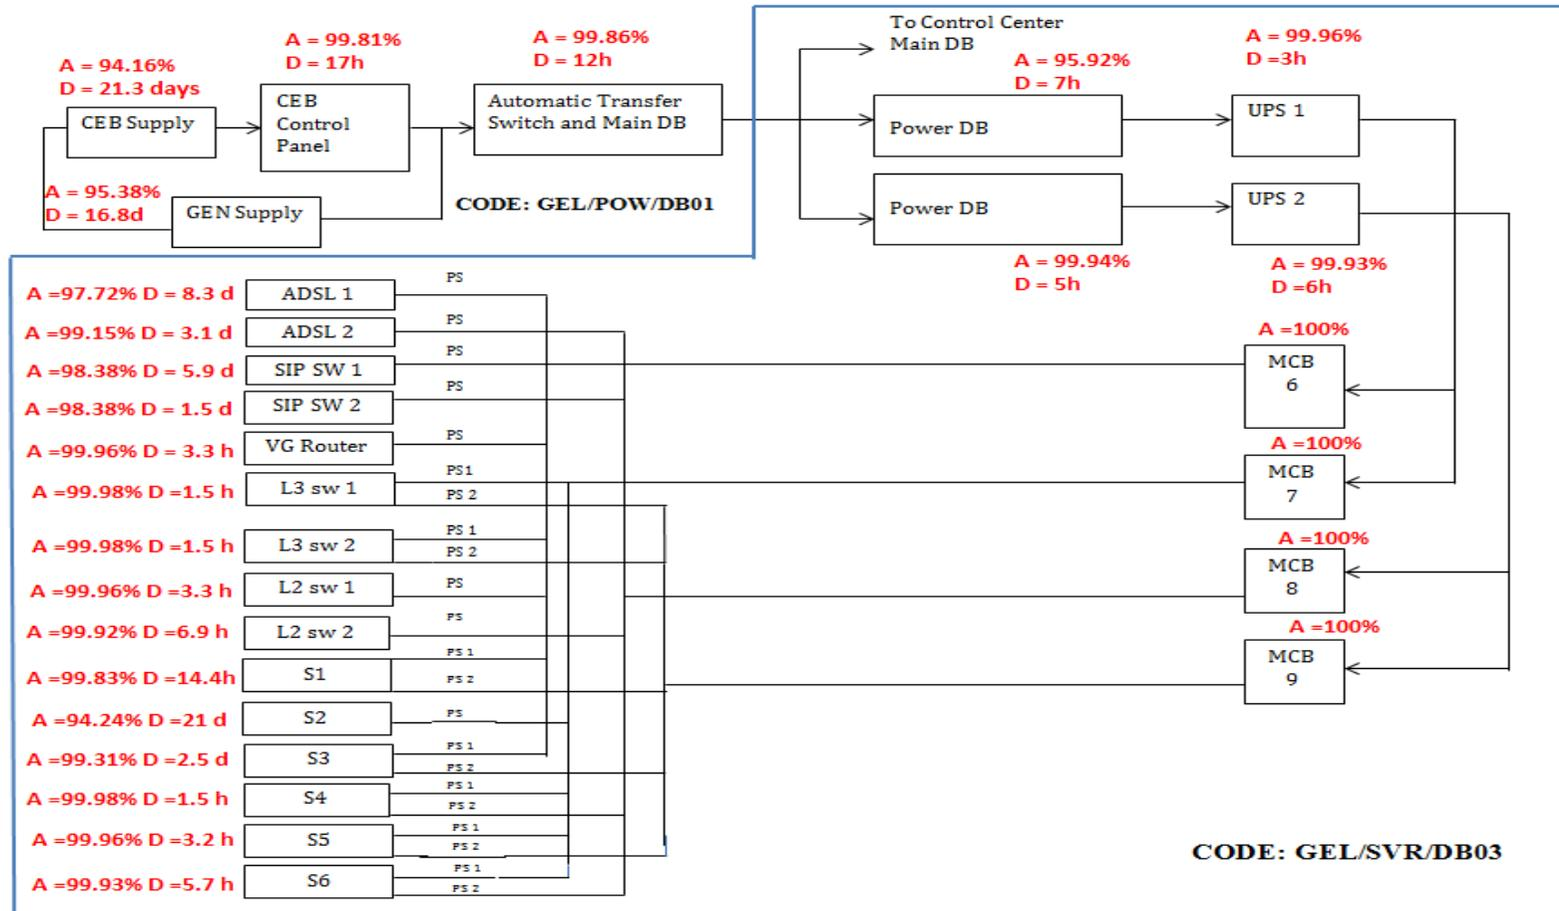 To Control Center
Main DB
A = 94.16%
D = 21.3 days
CEB Supply
A = 99.81%
D = 17h
CEB
Control
Panel
A = 99.86%
D = 12h
Automatic Transfer
Switch and Main DB
A = 95.92%
D = 7h
Power DB
A = 99.96%
D =3h
UPS 1
A = 95.38%
D = 16.8d
GEN Supply
CODE: GEL/POW/DB01
Power DB
A = 99.94%
D = 5h
UPS 2
A = 99.93%
D =6h
A =97.72% D = 8.3 d
ADSL 1
PS
A =99.15% D = 3.1 d
ADSL 2
PS
A =98.38% D = 5.9 d
SIP SW 1
PS
A =98.38% D = 1.5 d
SIP SW 2
PS
A =99.96% D = 3.3 h
VG Router
PS
A =99.98% D =1.5 h
L3 sw 1
PS1
PS 2
A =99.98% D =1.5 h
L3 sw 2
PS 1
PS 2
A =99.96% D =3.3 h
L2 sw 1
PS
A =99.92% D =6.9 h
L2 sw 2
PS
A =99.83% D =14.4h
S1
PS 1
PS 2
A =94.24% D =21 d
S2
PS
A =99.31% D =2.5 d
S3
PS 1
PS 2
A =99.98% D =1.5 h
S4
PS 1
PS 2
A =99.96% D =3.2 h
S5
PS 1
PS 2
A =99.93% D =5.7 h
S6
PS 1
PS 2
A =100%
MCB
6
A =100%
MCB
7
A =100%
MCB
8
A =100%
MCB
9
CODE: GEL/SVR/DB03